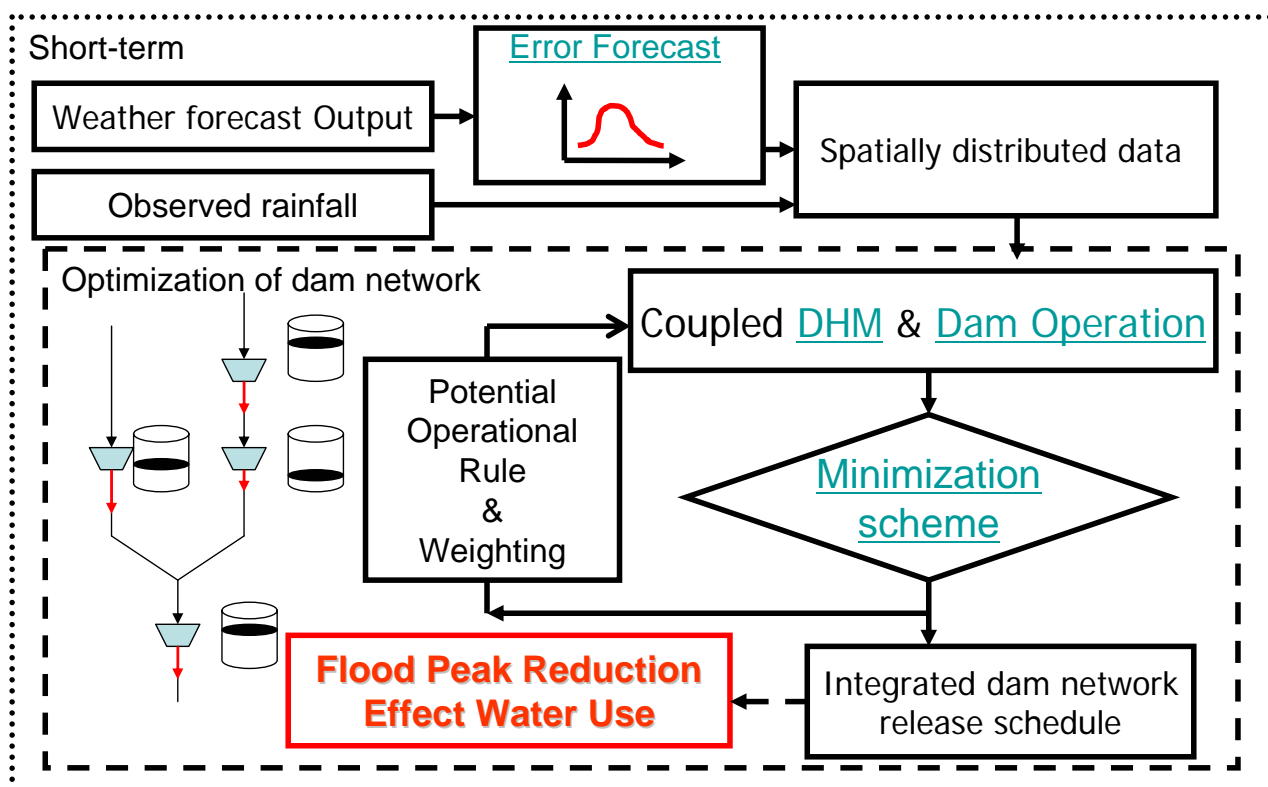 Short-term
Error Forecast
Weather forecast Output
Spatially distributed data
Observed rainfall
Optimization of dam network
Coupled DHM & Dam Operation
Potential
Operational
Rule
&
Weighting
Minimization
scheme
Flood Peak Reduction
Effect Water Use
Integrated dam network
release schedule